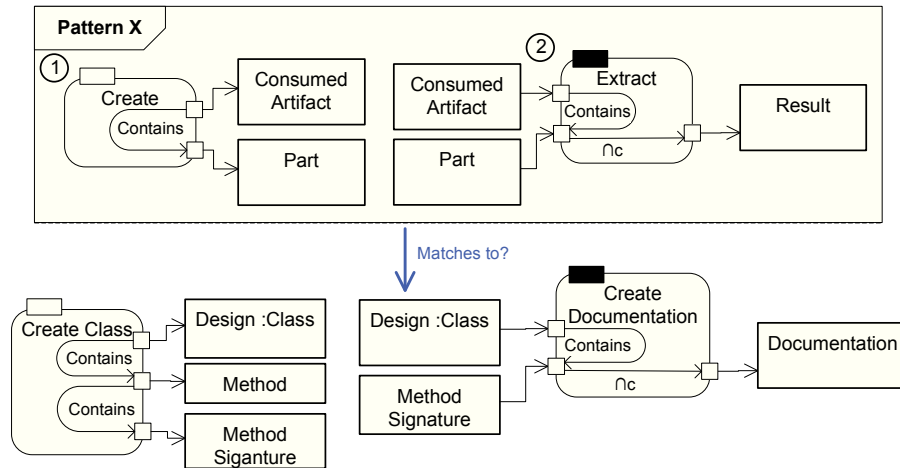 Pattern X
1
Create
Contains
Consumed
Artifact
Part
2
Consumed
Artifact
Part
Extract
Contains
∩c
Result
Matches to?
Create Class
Contains
Contains
Design :Class
Method
Method
Siganture
Design :Class
Method
Signature
Create
Documentation
Contains
∩c
Documentation